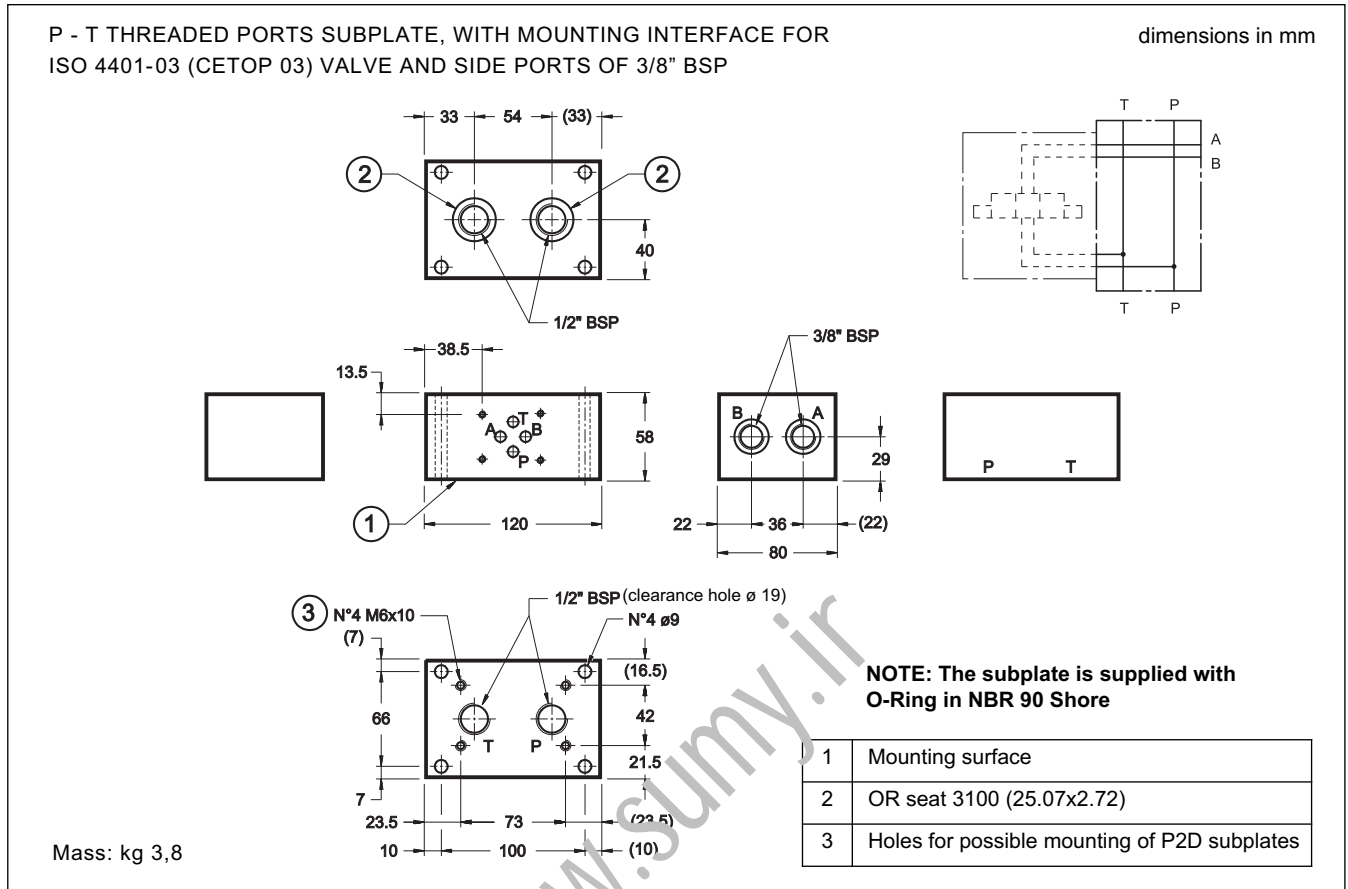 P - T THREADED PORTS SUBPLATE, WITH MOUNTING INTERFACE FOR
ISO 4401-03 (CETOP 03) VALVE AND SIDE PORTS OF 3/8” BSP
dimensions in mm
33 54 (33)
2 2
40
1/2" BSP
T P
A
B
T P
38.5
13.5
T
A B
P
58
1
120
3/8" BSP
B A
29
22 36 (22)
80
P T
1/2" BSP (clearance hole ø 19)
3 N°4 M6x10
N°4 ø9
(7)
(16.5)
66
42
T P
21.5
7
23.5 73 (23.5)
10 100 (10)
NOTE: The subplate is supplied with
O-Ring in NBR 90 Shore
1 Mounting surface
2 OR seat 3100 (25.07x2.72)
3 Holes for possible mounting of P2D subplates
Mass: kg 3,8
w.sumy.ir